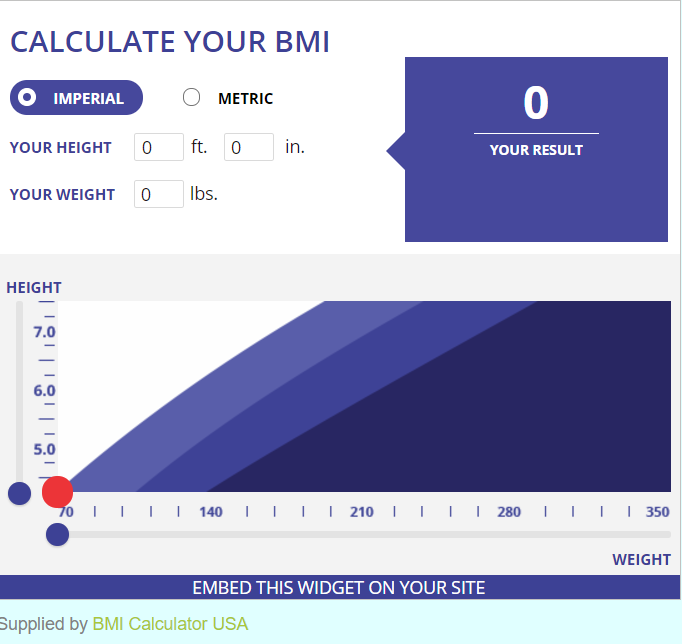 CALCULATE YOUR BMI
IMPERIAL METRIC
YOUR HEIGHT 0 ft. 0 in.
YOUR WEIGHT 0 lbs.
0
YOUR RESULT
HEIGHT
7.0
6.0
5.0
70 140 210 280 350
WEIGHT
EMBED THIS WIDGET ON YOUR SITE
Supplied by BMI Calculator USA